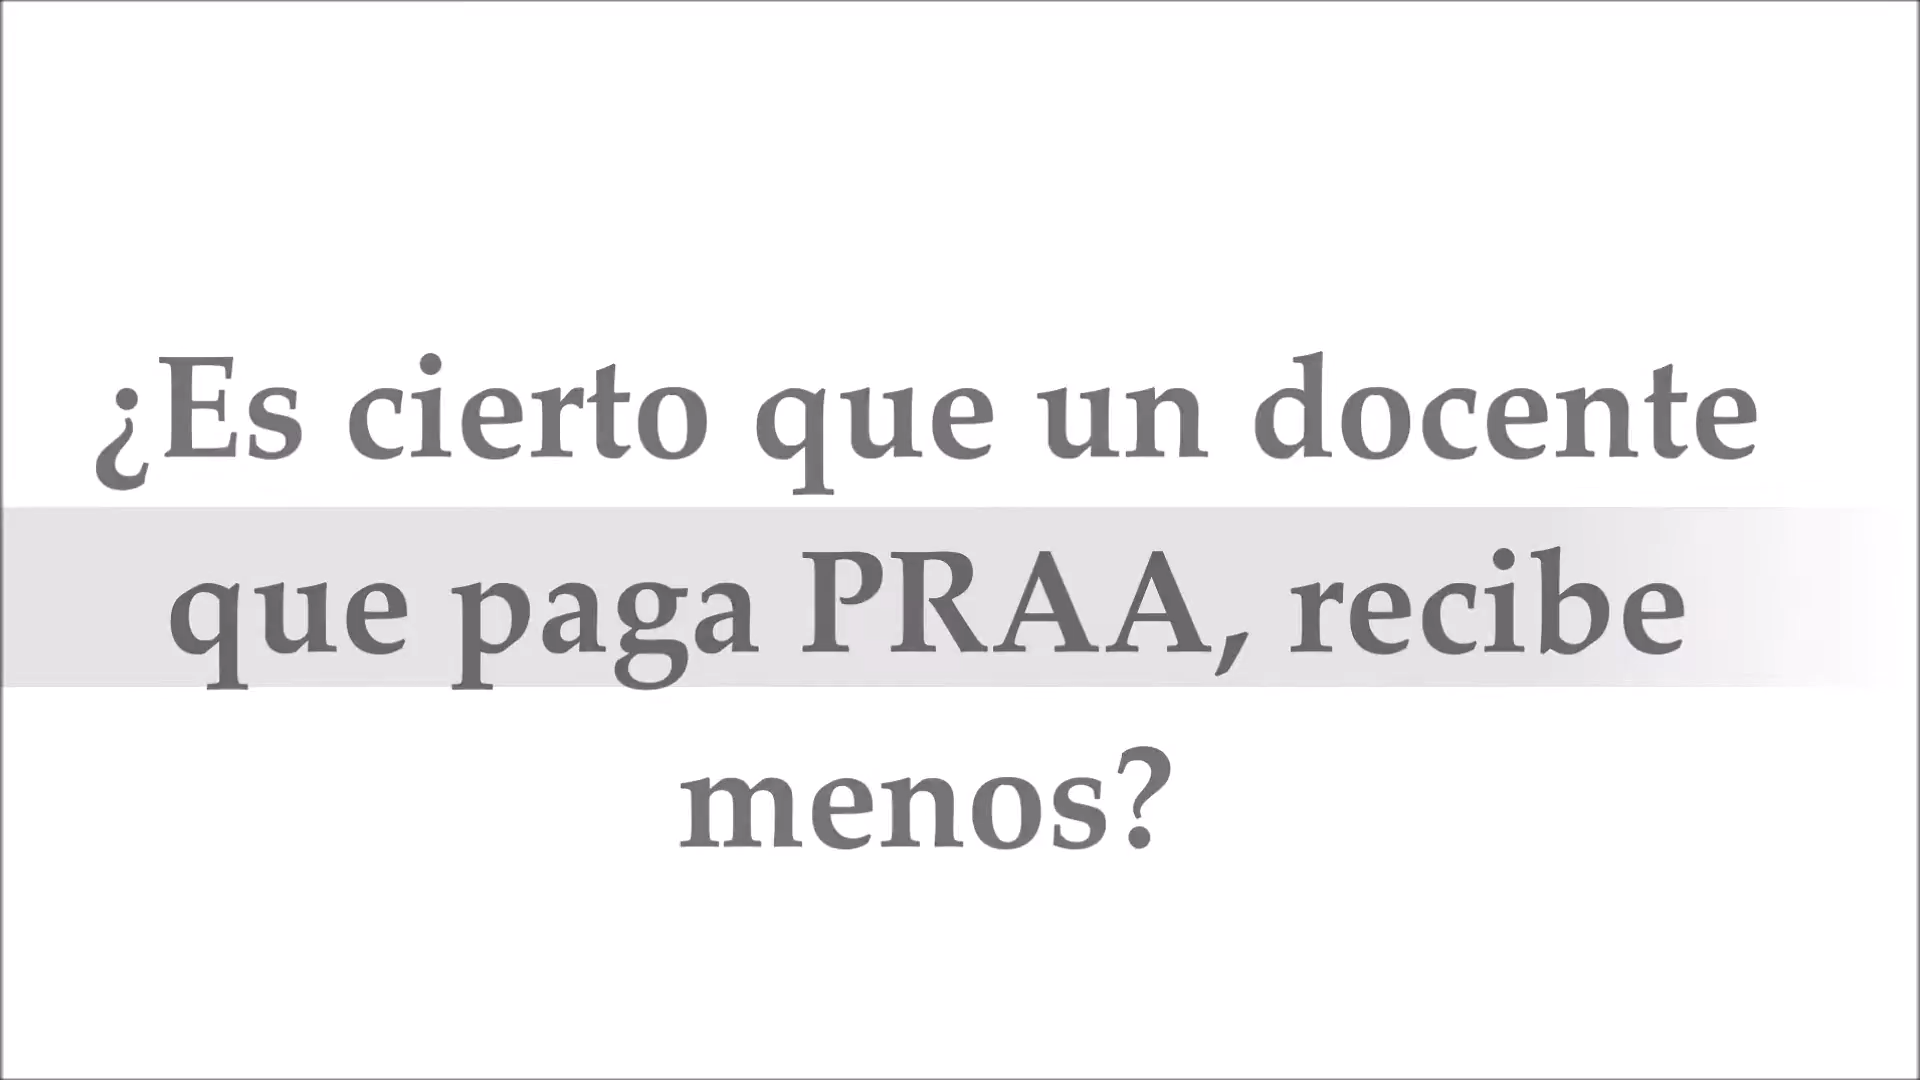 ¿Es cierto que un docente
que paga PRAA, recibe
menos?